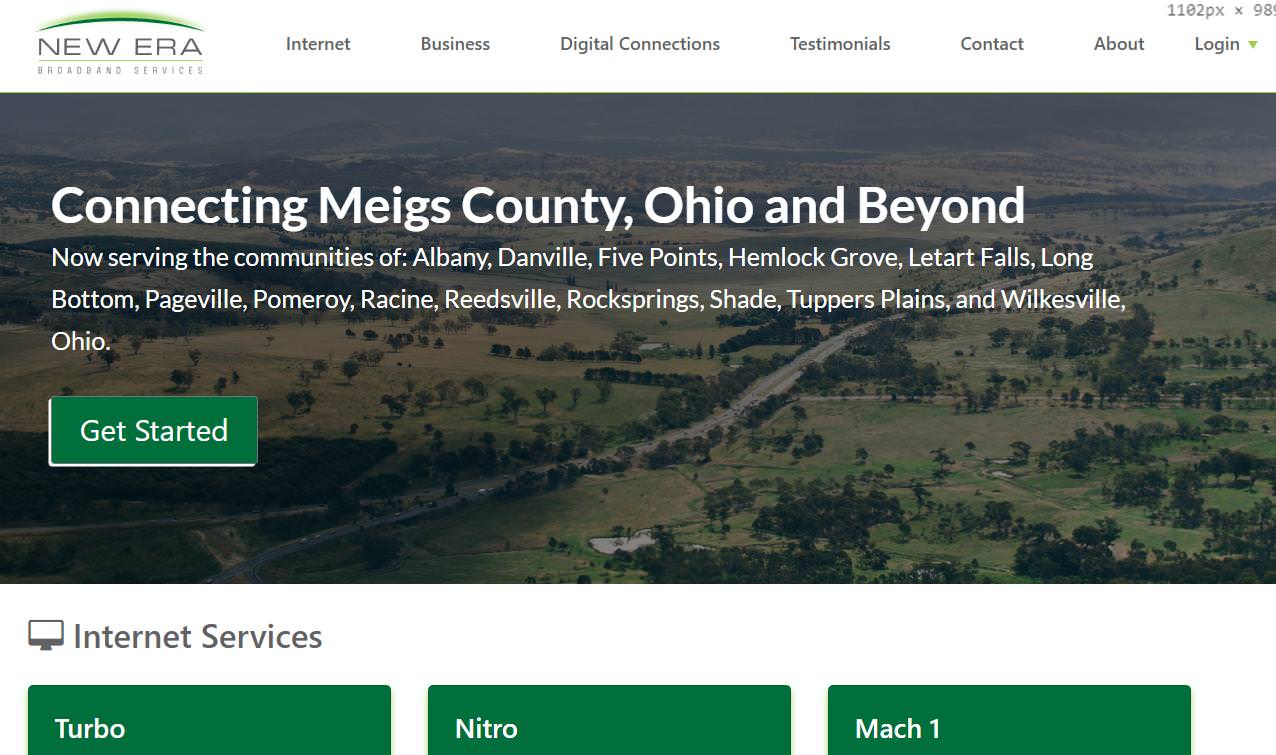 1102px × 989
NEW ERA
BROADBAND SERVICES
Internet
Business
Digital Connections
Testimonials
Contact
About
Login
Connecting Meigs County, Ohio and Beyond
Now serving the communities of: Albany, Danville, Five Points, Hemlock Grove, Letart Falls, Long
Bottom, Pageville, Pomeroy, Racine, Reedsville, Rocksprings, Shade, Tuppers Plains, and Wilkesville,
Ohio.
Get Started
Internet Services
Turbo
Nitro
Mach 1